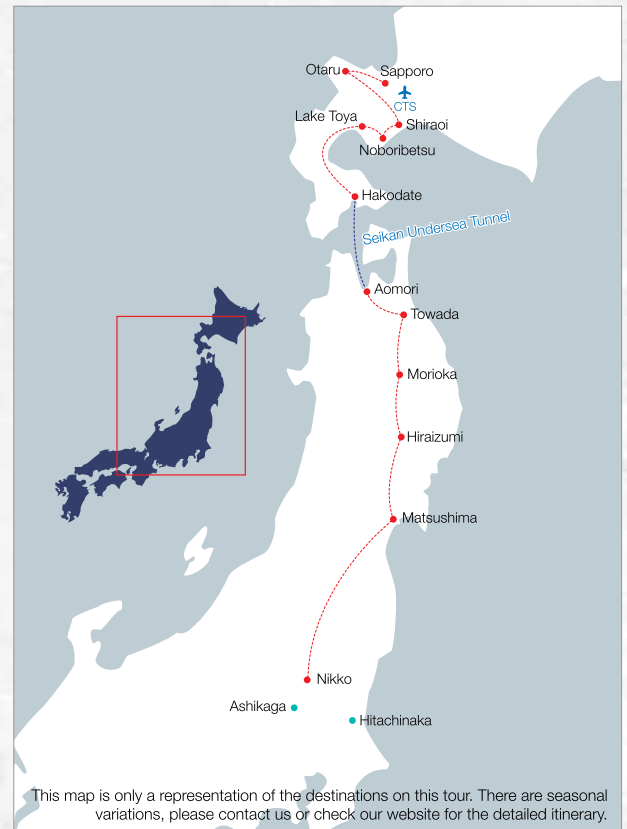 Otaru
Sapporo
CTS
Lake Toya
Shiraoi
Noboribetsu
Hakodate
Seikan Undersea Tunnel
Aomori
Towada
Morioka
Hiraizumi
Matsushima
Nikko
Ashikaga
Hitachinaka
This map is only a representation of the destinations on this tour. There are seasonal
variations, please contact us or check our website for the detailed itinerary.